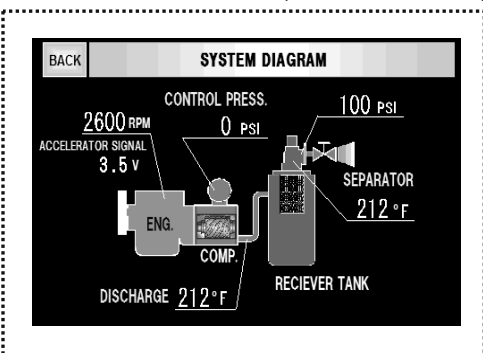 BACK
SYSTEM DIAGRAM
CONTROL PRESS.
0 PSI
100 PSI
2600 RPM
ACCELERATOR SIGNAL
3.5 V
SEPARATOR
212 °F
ENG.
COMP.
DISCHARGE 212 °F
RECIEVER TANK